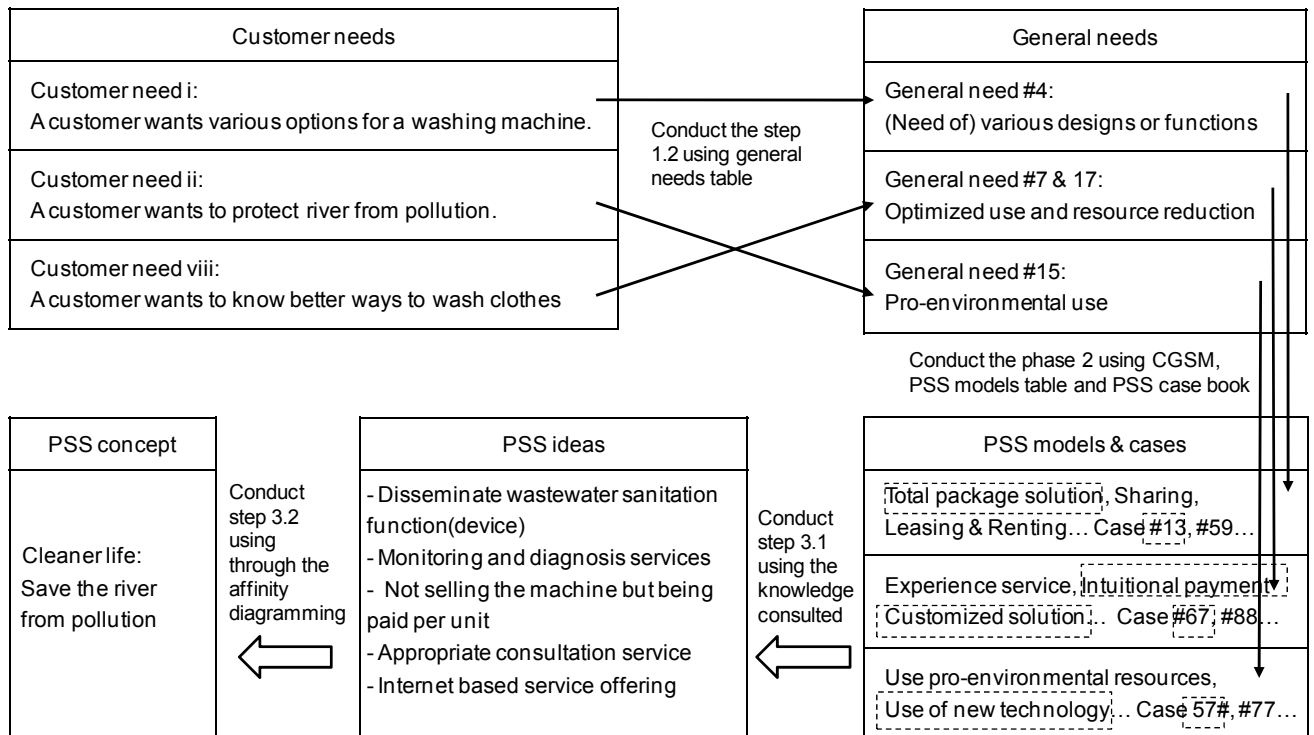 Customer needs
Customer need i:
A customer wants various options for a washing machine.
Customer need ii:
A customer wants to protect river from pollution.
Customer need viii:
A customer wants to know better ways to wash clothes
Conduct the step
1.2 using general
needs table
General needs
General need #4:
(Need of) various designs or functions
General need #7 & 17:
Optimized use and resource reduction
General need #15:
Pro-environmental use
Conduct the phase 2 using CGSM,
PSS models table and PSS case book
PSS concept
Cleaner life:
Save the river
from pollution
Conduct
step 3.2
using
through the
affinity
diagramming
PSS ideas
- Disseminate wastewater sanitation
function(device)
- Monitoring and diagnosis services
- Not selling the machine but being
paid per unit
- Appropriate consultation service
- Internet based service offering
Conduct
step 3.1
using the
knowledge
consulted
PSS models & cases
Total package solution, Sharing,
Leasing & Renting… Case #13, #59…
Experience service, Intuitional payment
Customized solution… Case #67, #88…
Use pro-environmental resources,
Use of new technology… Case 57#, #77…